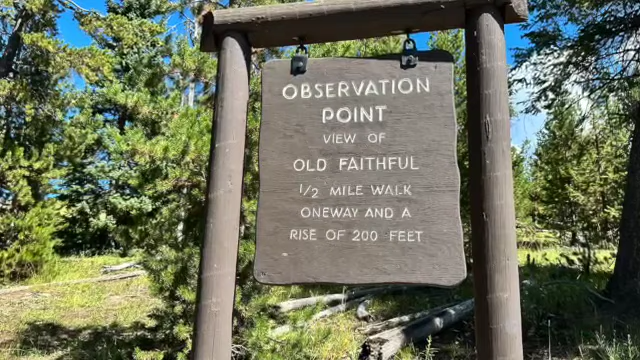 OBSERVATION
POINT
VIEW OF
OLD FAITHFUL
1/2 MILE WALK
ONEWAY AND A
RISE OF 200 FEET